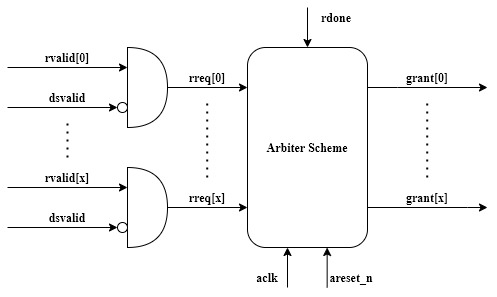 rdone
rvalid[0]
rreq[0]
grant[0]
dsvalid
Arbiter Scheme
rvalid[x]
rreq[x]
grant[x]
dsvalid
aclk
areset_n